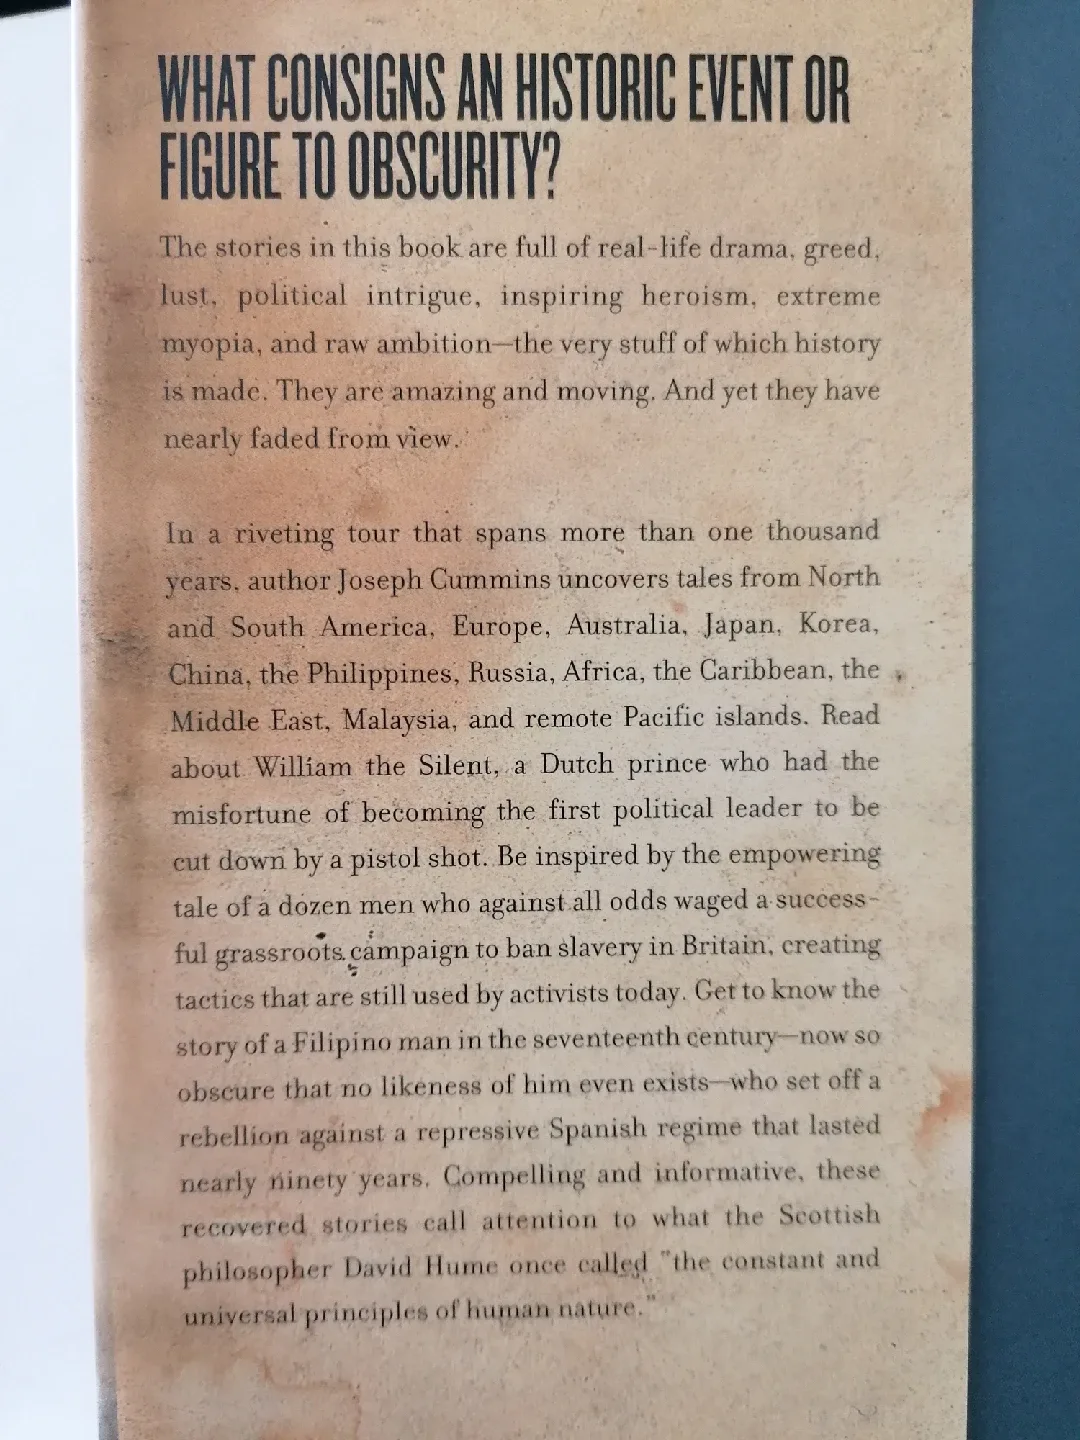 WHAT CONSIGNS AN HISTORIC EVENT OR
FIGURE TO OBSCURITY?
The stories in this book are full of real-life drama, greed,
lust, political intrigue, inspiring heroism, extreme
myopia, and raw ambition—the very stuff of which history
is made. They are amazing and moving. And yet they have
nearly faded from view.
In a riveting tour that spans more than one thousand
years, author Joseph Cummins uncovers tales from North
and South America, Europe, Australia, Japan, Korea,
China, the Philippines, Russia, Africa, the Caribbean, the
Middle East, Malaysia, and remote Pacific islands. Read
about William the Silent, a Dutch prince who had the
misfortune of becoming the first political leader to be
cut down by a pistol shot. Be inspired by the empowering
tale of a dozen men who against all odds waged a success-
ful grassroots campaign to ban slavery in Britain, creating
tactics that are still used by activists today. Get to know the
story of a Filipino man in the seventeenth century—now so
obscure that no likeness of him even exists—who set off a
rebellion against a repressive Spanish regime that lasted
nearly ninety years. Compelling and informative, these
recovered stories call attention to what the Scottish
philosopher David Hume once called "the constant and
universal principles of human nature."